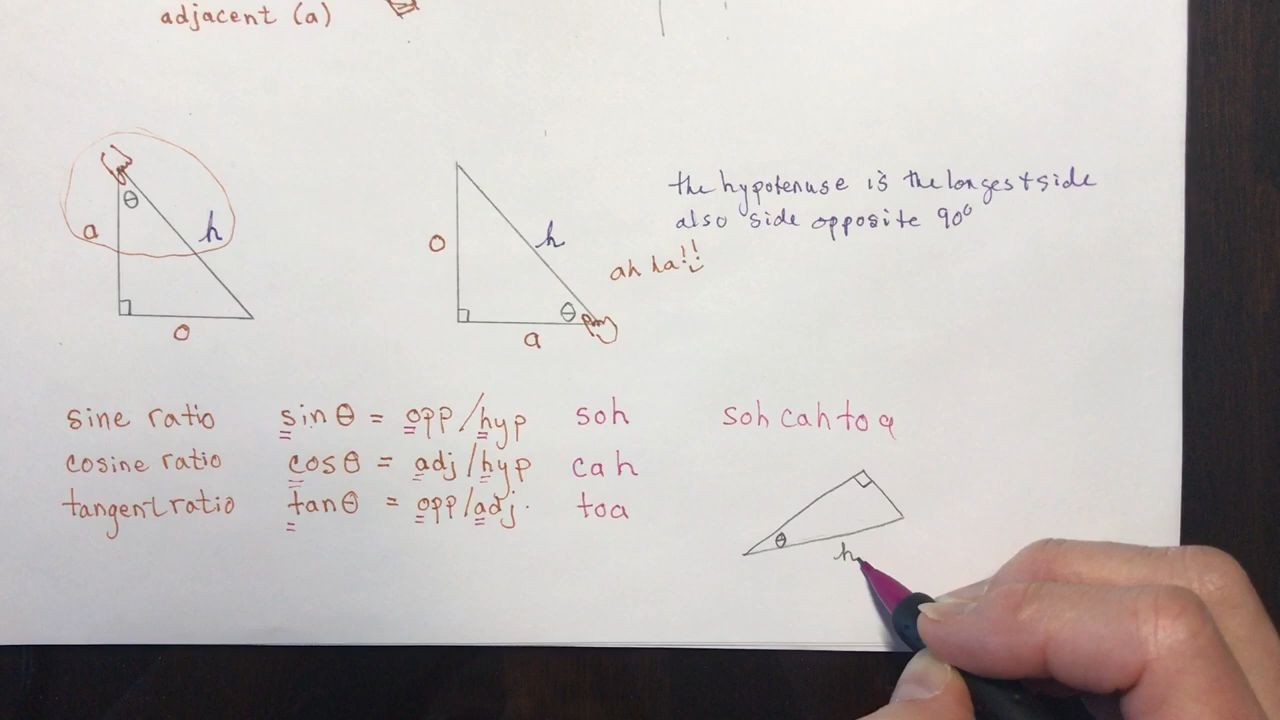 adjacent (a)
θ
a
h
o
o
h
θ
a
the hypotenuse is the longest side
also side opposite 90°
ah ha!!
sine ratio sin θ = opp/hyp soh
cosine ratio cos θ = adj/hyp cah
tangent ratio tan θ = opp/adj. toa
soh cah toa
θ
h